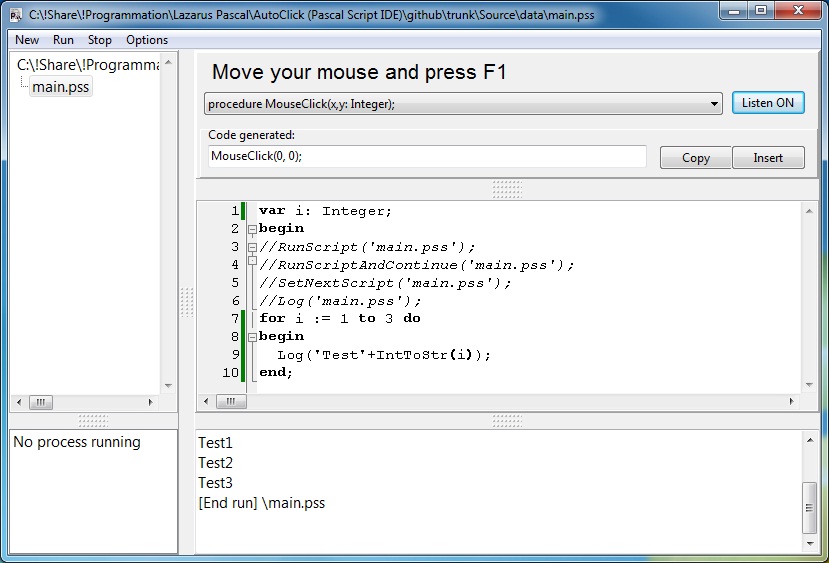 C:\!Share\!Programmation\Lazarus Pascal\AutoClick (Pascal Script IDE)\github\trunk\Source\data\main.pss
New Run Stop Options
C:\!Share\!Programma
main.pss
Move your mouse and press F1
procedure MouseClick(x,y: Integer);
Listen ON
Code generated:
MouseClick(0, 0);
Copy Insert
1 var i: Integer;
2 begin
3 //RunScript('main.pss');
4 //RunScriptAndContinue('main.pss');
5 //SetNextScript('main.pss');
6 //Log('main.pss');
7 for i := 1 to 3 do
8 begin
9 Log('Test'+IntToStr(i));
10 end;
No process running
Test1
Test2
Test3
[End run] \main.pss